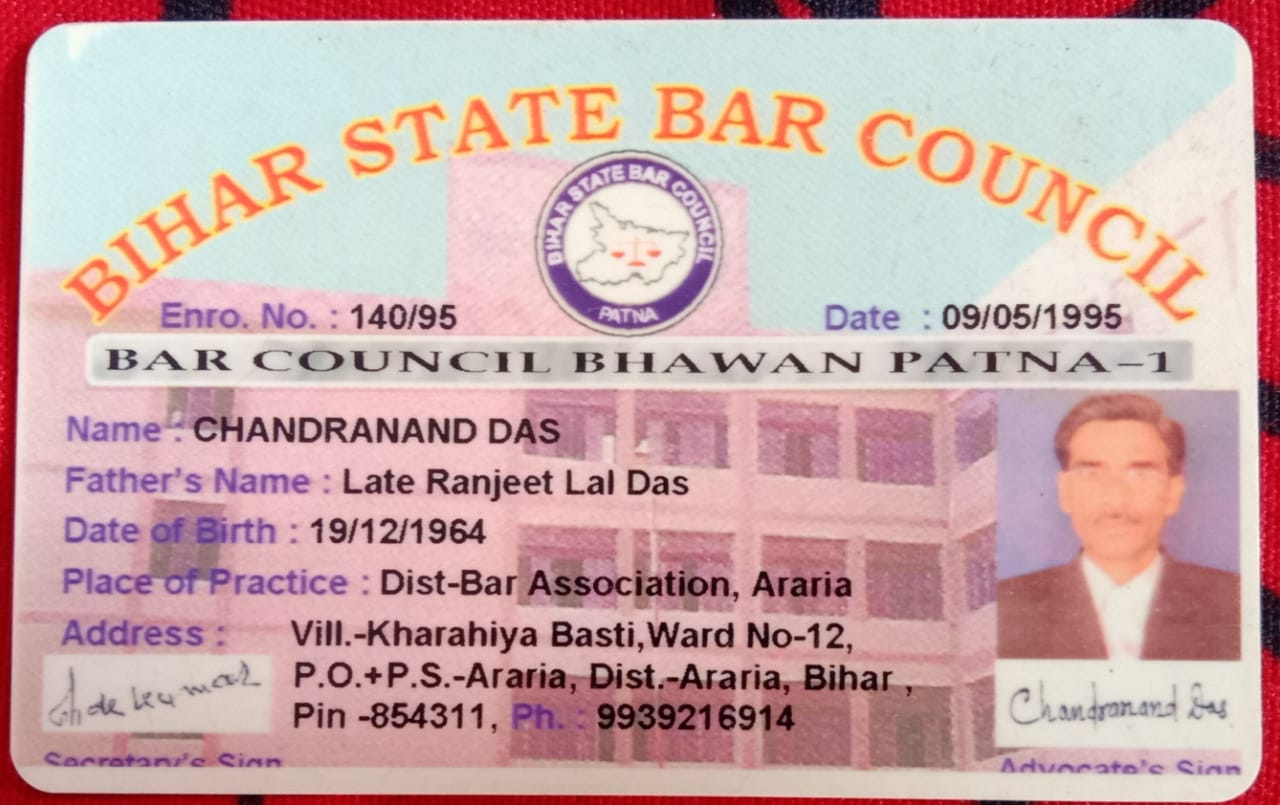 BIHAR STATE BAR COUNCIL
BIHAR STATE BAR COUNCIL
PATNA
Enro. No. : 140/95 Date : 09/05/1995
BAR COUNCIL BHAWAN PATNA-1
Name : CHANDRANAND DAS
Father's Name : Late Ranjeet Lal Das
Date of Birth : 19/12/1964
Place of Practice : Dist-Bar Association, Araria
Address : Vill.-Kharahiya Basti,Ward No-12,
P.O.+P.S.-Araria, Dist.-Araria, Bihar ,
Pin -854311, Ph. : 9939216914
Chandranand Das
Secretary's Sign Advocate's Sign